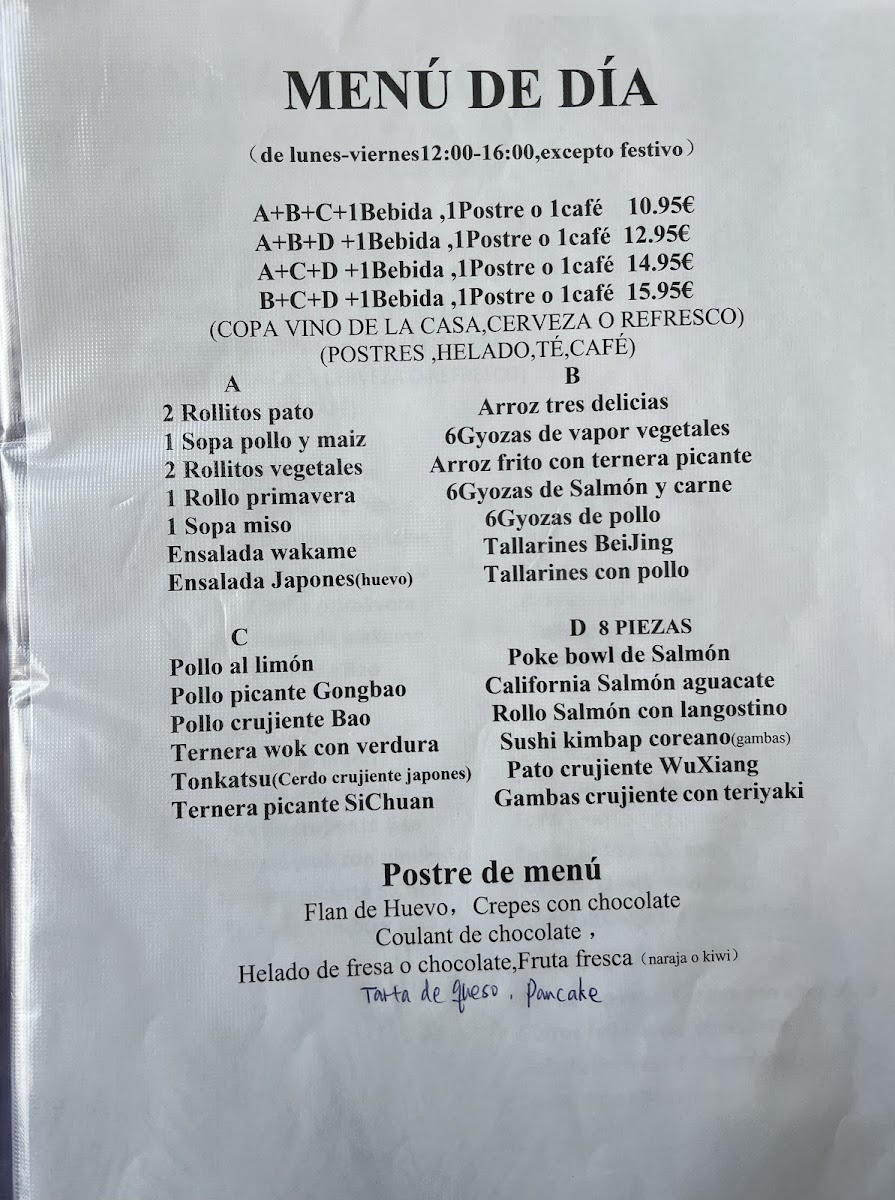 MENÚ DE DÍA
（de lunes-viernes12:00-16:00,excepto festivo）
A+B+C+1Bebida ,1Postre o 1café 10.95€
A+B+D +1Bebida ,1Postre o 1café 12.95€
A+C+D +1Bebida ,1Postre o 1café 14.95€
B+C+D +1Bebida ,1Postre o 1café 15.95€
(COPA VINO DE LA CASA,CERVEZA O REFRESCO)
(POSTRES ,HELADO,TÉ,CAFÉ)
A
2 Rollitos pato
1 Sopa pollo y maiz
2 Rollitos vegetales
1 Rollo primavera
1 Sopa miso
Ensalada wakame
Ensalada Japones(huevo)
B
Arroz tres delicias
6Gyozas de vapor vegetales
Arroz frito con ternera picante
6Gyozas de Salmón y carne
6Gyozas de pollo
Tallarines BeiJing
Tallarines con pollo
C
Pollo al limón
Pollo picante Gongbao
Pollo crujiente Bao
Ternera wok con verdura
Tonkatsu(Cerdo crujiente japones)
Ternera picante SiChuan
D 8 PIEZAS
Poke bowl de Salmón
California Salmón aguacate
Rollo Salmón con langostino
Sushi kimbap coreano(gambas)
Pato crujiente WuXiang
Gambas crujiente con teriyaki
Postre de menú
Flan de Huevo，Crepes con chocolate
Coulant de chocolate ，
Helado de fresa o chocolate,Fruta fresca（naraja o kiwi）
Tarta de queso. Pancake